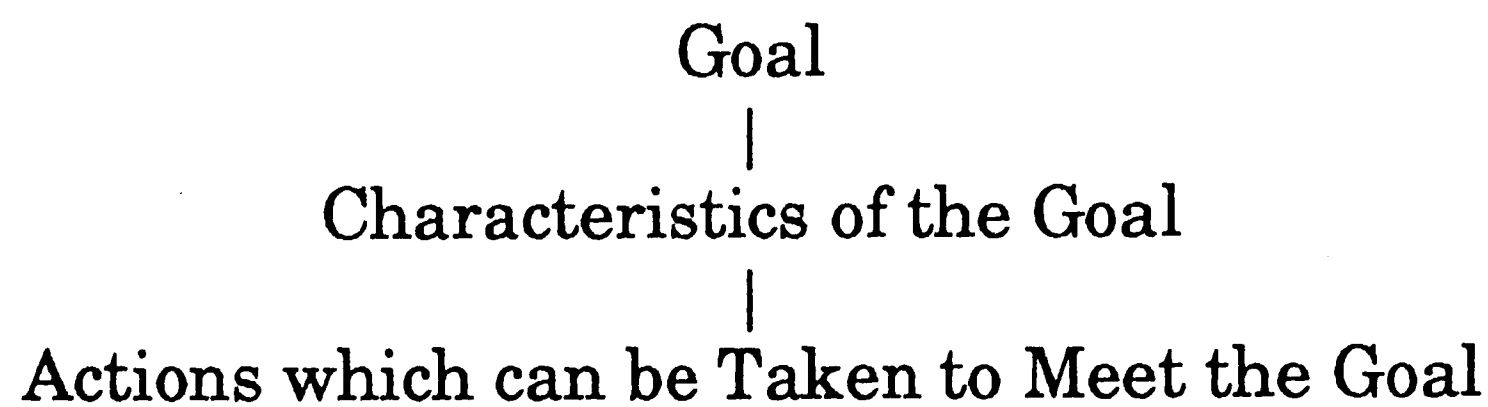 Goal
Characteristics of the Goal
Actions which can be Taken to Meet the Goal